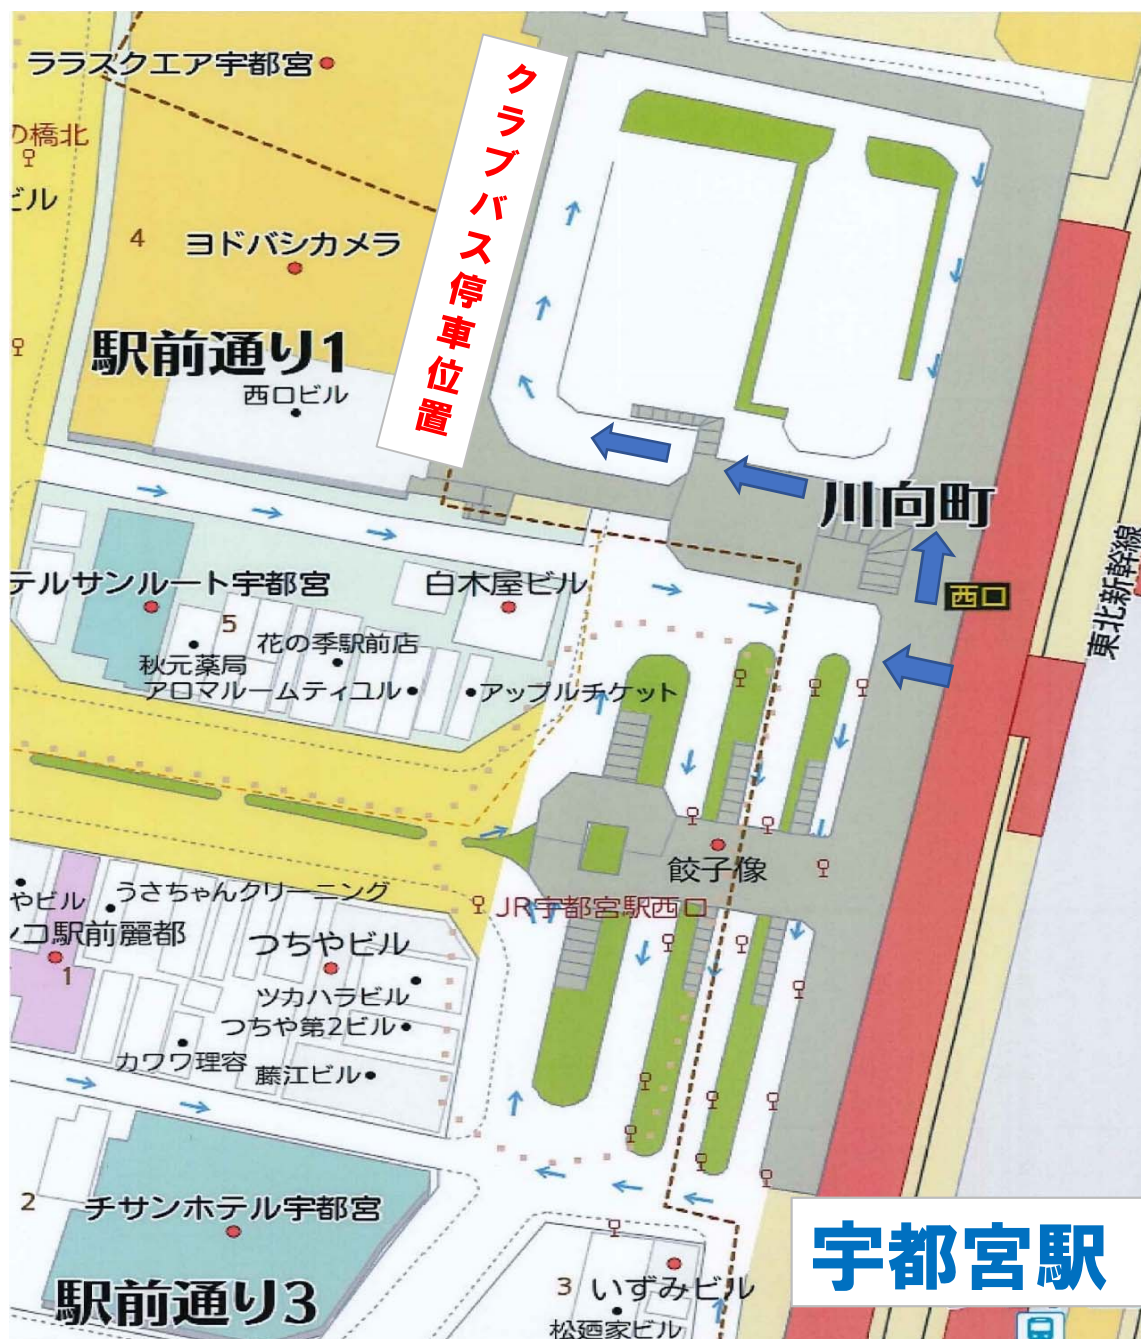 ララスクエア宇都宮
の橋北
ビル
4
ヨドバシカメラ
駅前通り1
西口ビル
クラブバス停車位置
川向町
西口
東北新幹線
テルサンルート宇都宮
白木屋ビル
5
花の季駅前店
秋元薬局
アロマルームティユル
アップルチケット
餃子像
JR宇都宮駅西口
やビル
うさちゃんクリーニング
ンコ駅前麗都
1
つちやビル
ツカハラビル
つちや第2ビル
カワワ理容
藤江ビル
2
チサンホテル宇都宮
駅前通り3
3
いずみビル
松廼家ビル
宇都宮駅